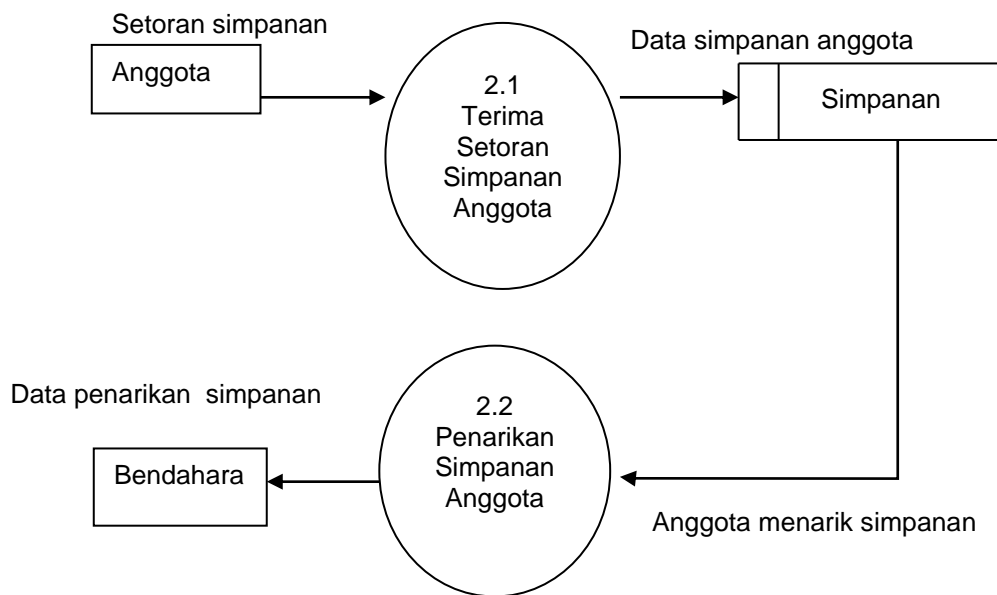 Setoran simpanan
Anggota
2.1
Terima
Setoran
Simpanan
Anggota
Data simpanan anggota
Simpanan
Data penarikan  simpanan
Bendahara
2.2
Penarikan
Simpanan
Anggota
Anggota menarik simpanan